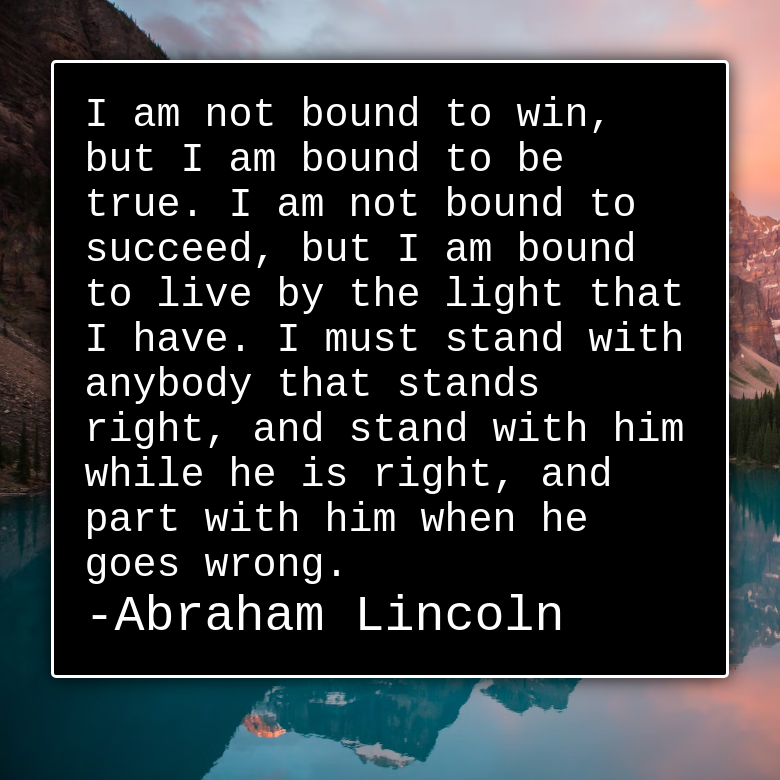 I am not bound to win,
but I am bound to be
true. I am not bound to
succeed, but I am bound
to live by the light that
I have. I must stand with
anybody that stands
right, and stand with him
while he is right, and
part with him when he
goes wrong.
-Abraham Lincoln